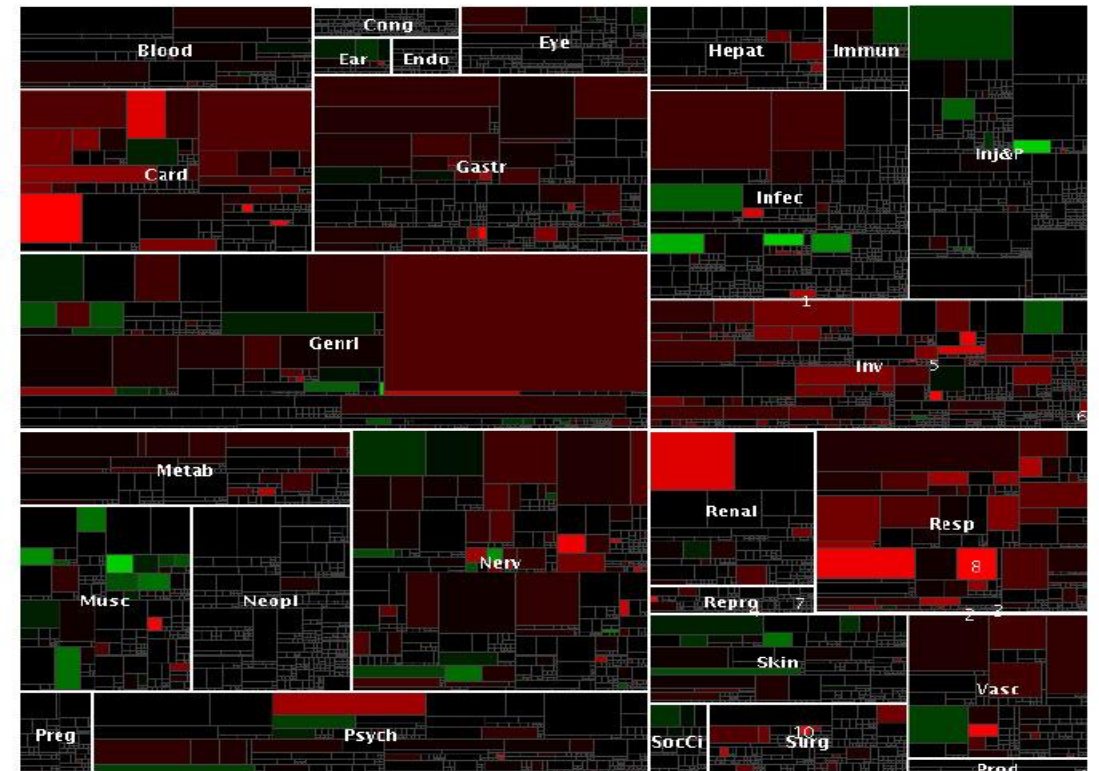 Blood
Cong
Ear
Endo
Eye
Hepat
Immun
Card
Gastr
Infec
Inj&P
1
Genrl
Inv
5
6
Metab
Nerv
Renal
Resp
8
Musc
Neopl
Reprg
7
2
Skin
Vasc
Preg
Psych
SocCi
10
Surg
Prod